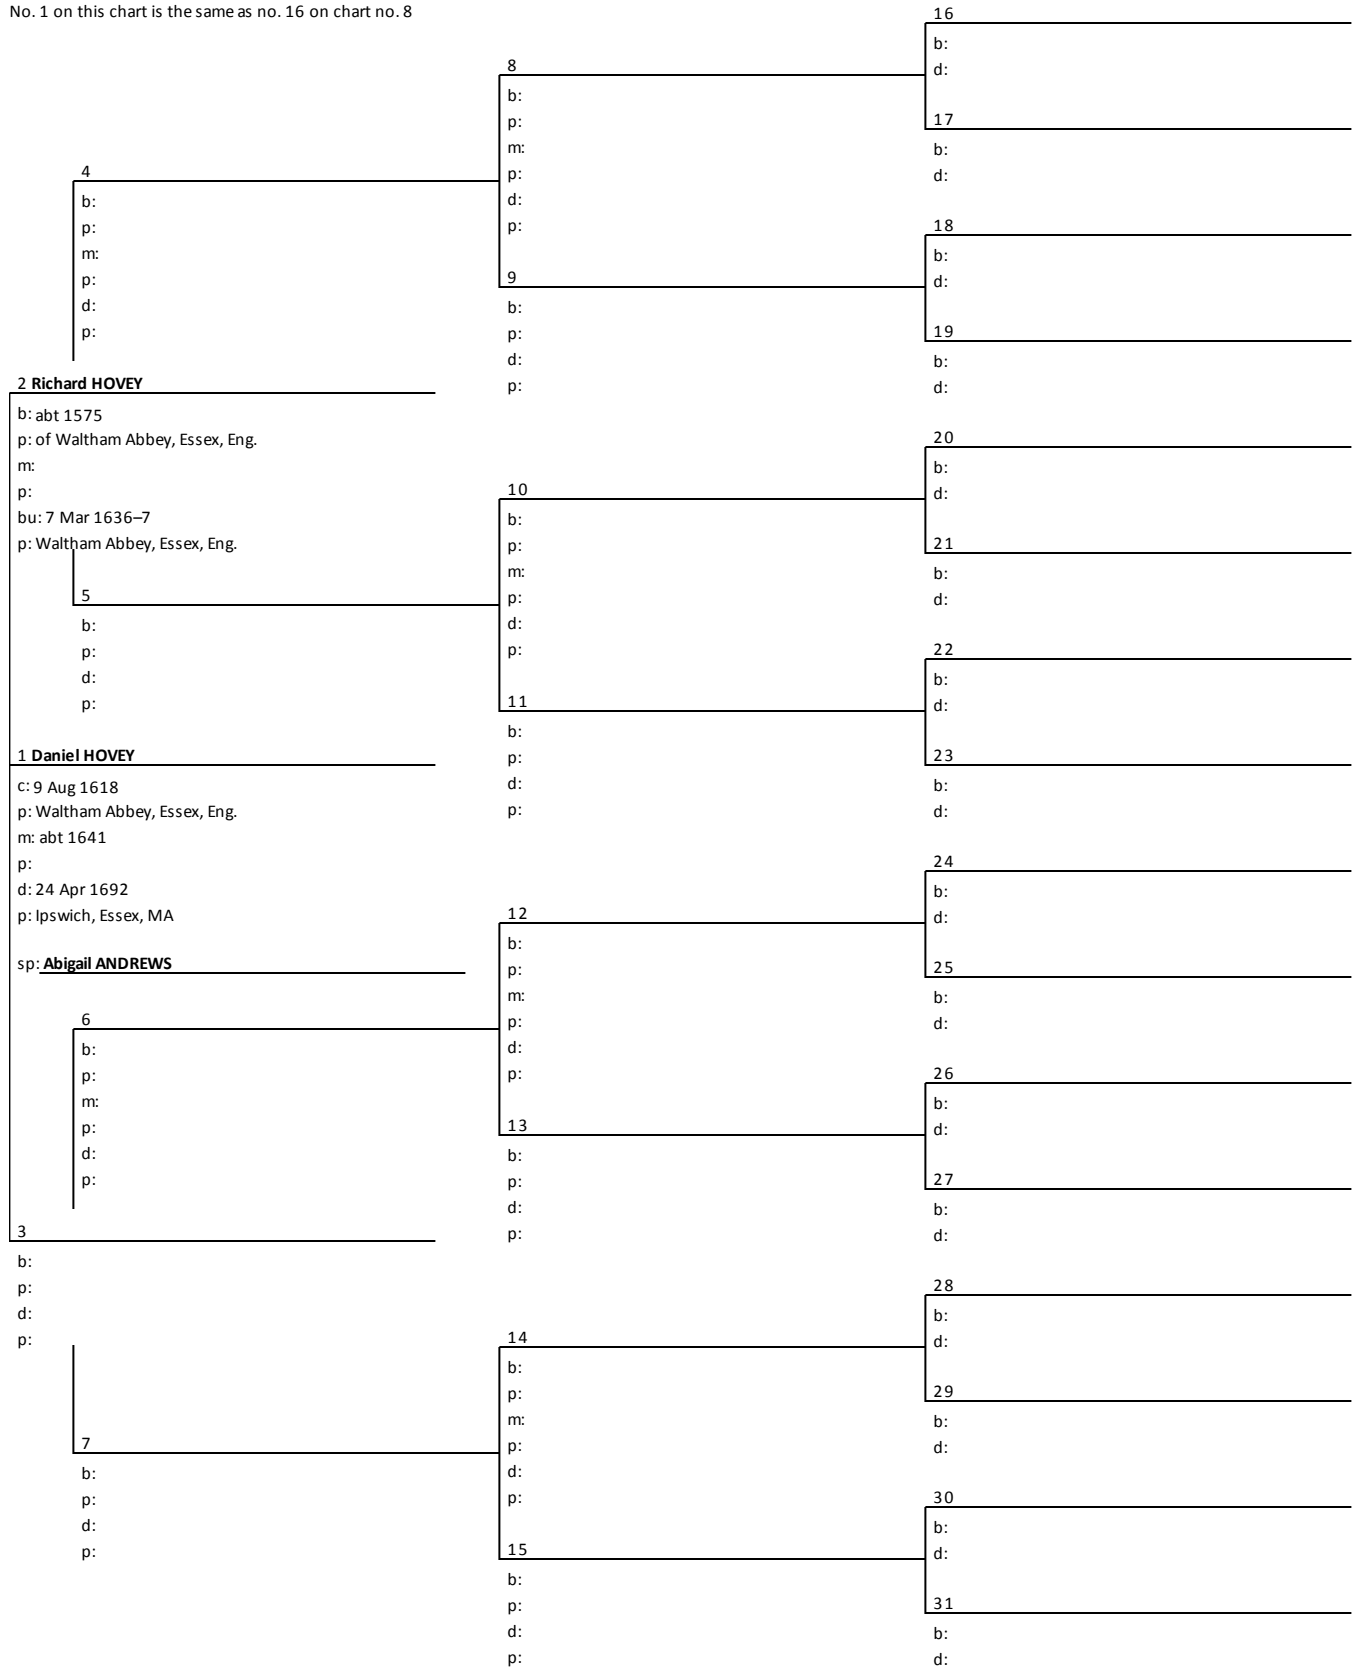 No. 1 on this chart is the same as no. 16 on chart no. 8
4
b:
p:
m:
p:
d:
p:
2 Richard HOVEY
b: abt 1575
p: of Waltham Abbey, Essex, Eng.
m:
p:
bu: 7 Mar 1636–7
p: Waltham Abbey, Essex, Eng.
5
b:
p:
d:
p:
1 Daniel HOVEY
c: 9 Aug 1618
p: Waltham Abbey, Essex, Eng.
m: abt 1641
p:
d: 24 Apr 1692
p: Ipswich, Essex, MA
sp: Abigail ANDREWS
6
b:
p:
m:
p:
d:
p:
3
b:
p:
d:
p:
7
b:
p:
d:
p:
8
b:
p:
m:
p:
d:
p:
9
b:
p:
d:
p:
10
b:
p:
m:
p:
d:
p:
11
b:
p:
d:
p:
12
b:
p:
m:
p:
d:
p:
13
b:
p:
d:
p:
14
b:
p:
m:
p:
d:
p:
15
b:
p:
d:
p:
16
b:
d:
17
b:
d:
18
b:
d:
19
b:
d:
20
b:
d:
21
b:
d:
22
b:
d:
23
b:
d:
24
b:
d:
25
b:
d:
26
b:
d:
27
b:
d:
28
b:
d:
29
b:
d:
30
b:
d:
31
b:
d: